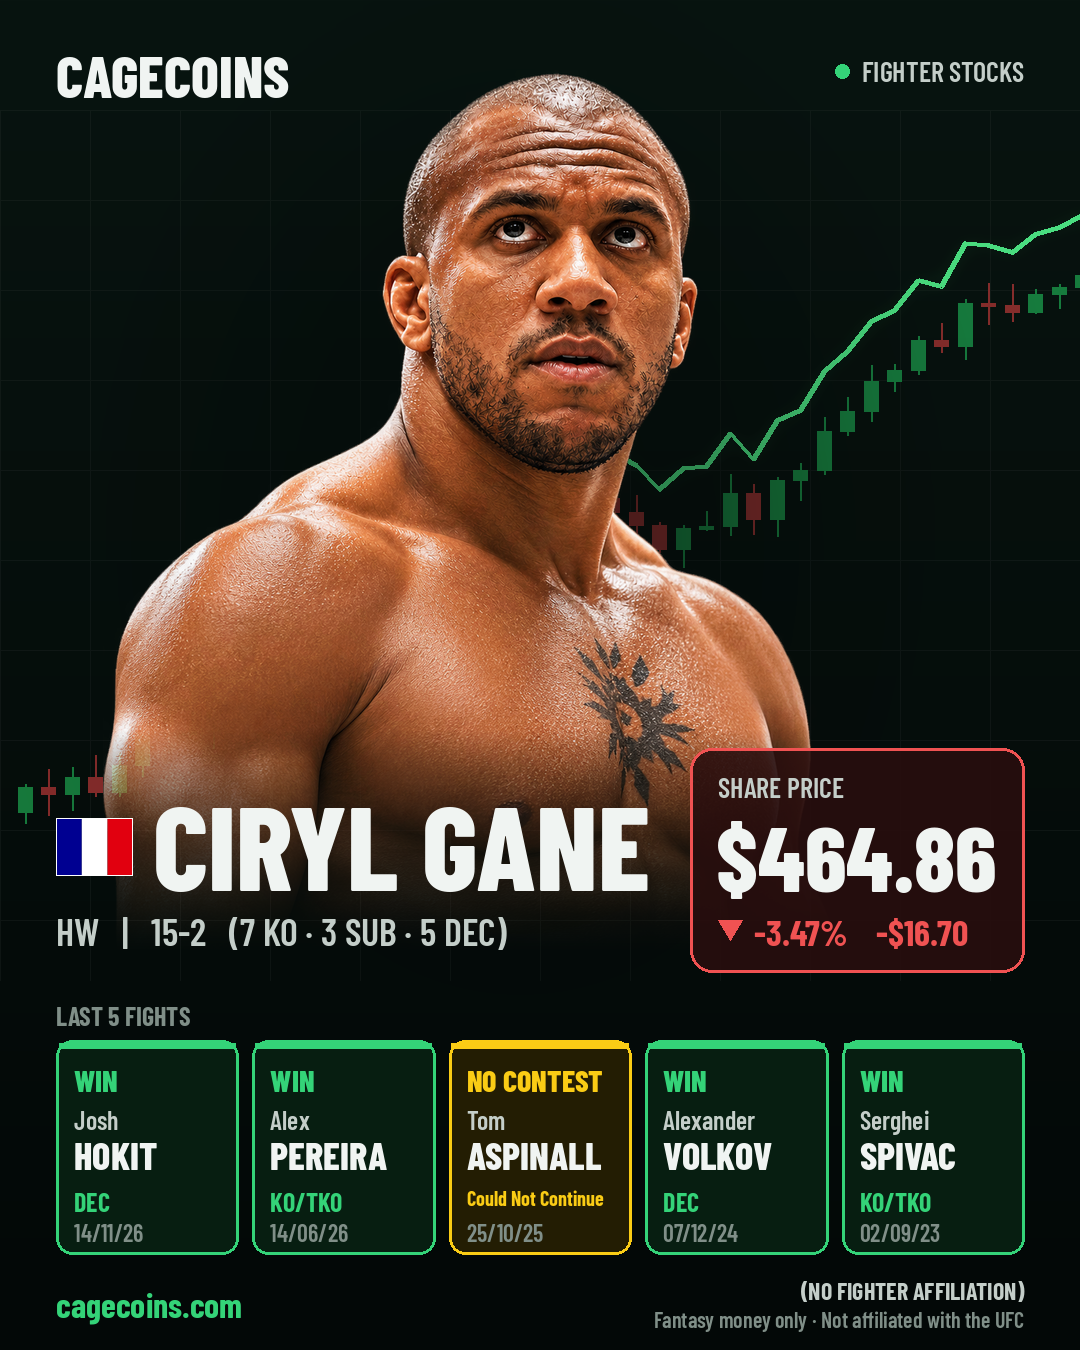 CAGECOINS
FIGHTER STOCKS
SHARE PRICE
$464.86
▼ -3.47% -$16.70
CIRYL GANE
HW | 15-2 (7 KO · 3 SUB · 5 DEC)
LAST 5 FIGHTS
WIN
Josh
HOKIT
DEC
14/11/26
WIN
Alex
PEREIRA
KO/TKO
14/06/26
NO CONTEST
Tom
ASPINALL
Could Not Continue
25/10/25
WIN
Alexander
VOLKOV
DEC
07/12/24
WIN
Serghei
SPIVAC
KO/TKO
02/09/23
cagecoins.com
(NO FIGHTER AFFILIATION)
Fantasy money only · Not affiliated with the UFC